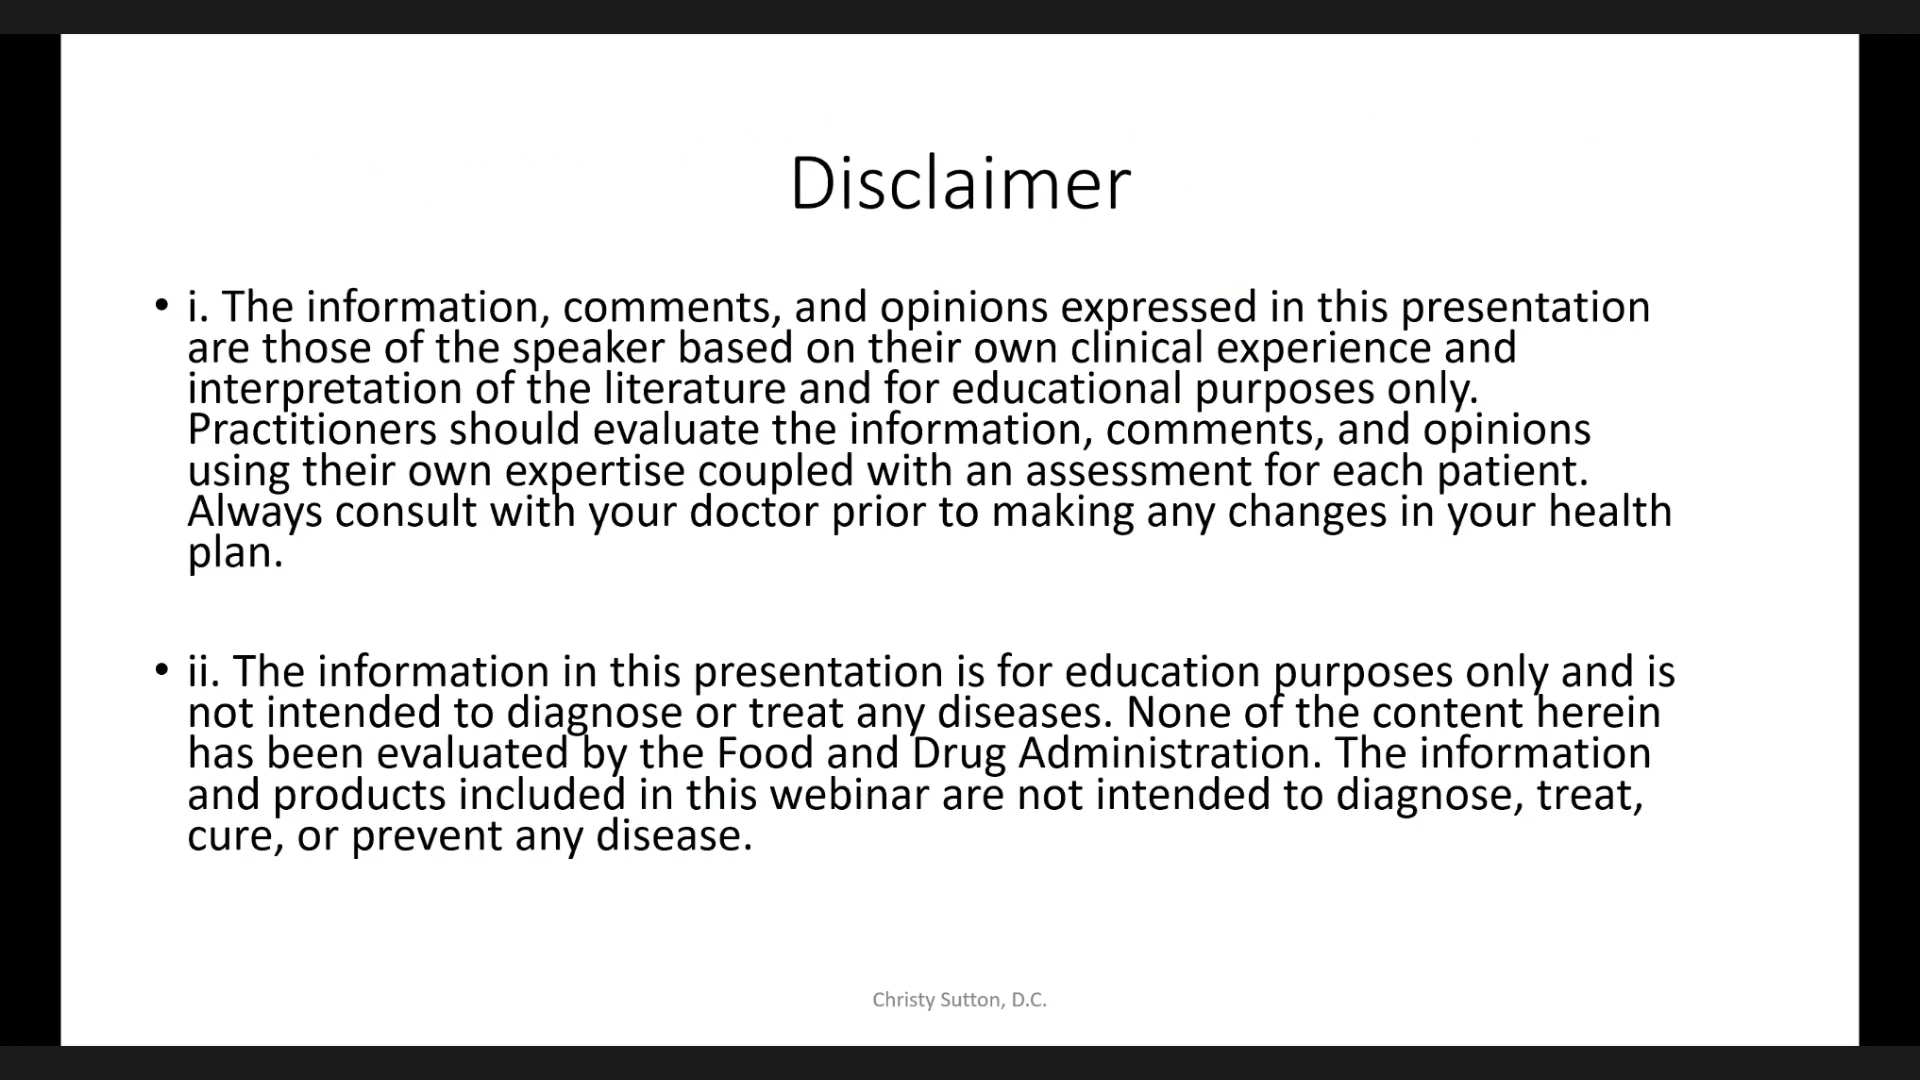 Disclaimer
• i. The information, comments, and opinions expressed in this presentation
are those of the speaker based on their own clinical experience and
interpretation of the literature and for educational purposes only.
Practitioners should evaluate the information, comments, and opinions
using their own expertise coupled with an assessment for each patient.
Always consult with your doctor prior to making any changes in your health
plan.
• ii. The information in this presentation is for education purposes only and is
not intended to diagnose or treat any diseases. None of the content herein
has been evaluated by the Food and Drug Administration. The information
and products included in this webinar are not intended to diagnose, treat,
cure, or prevent any disease.
Christy Sutton, D.C.